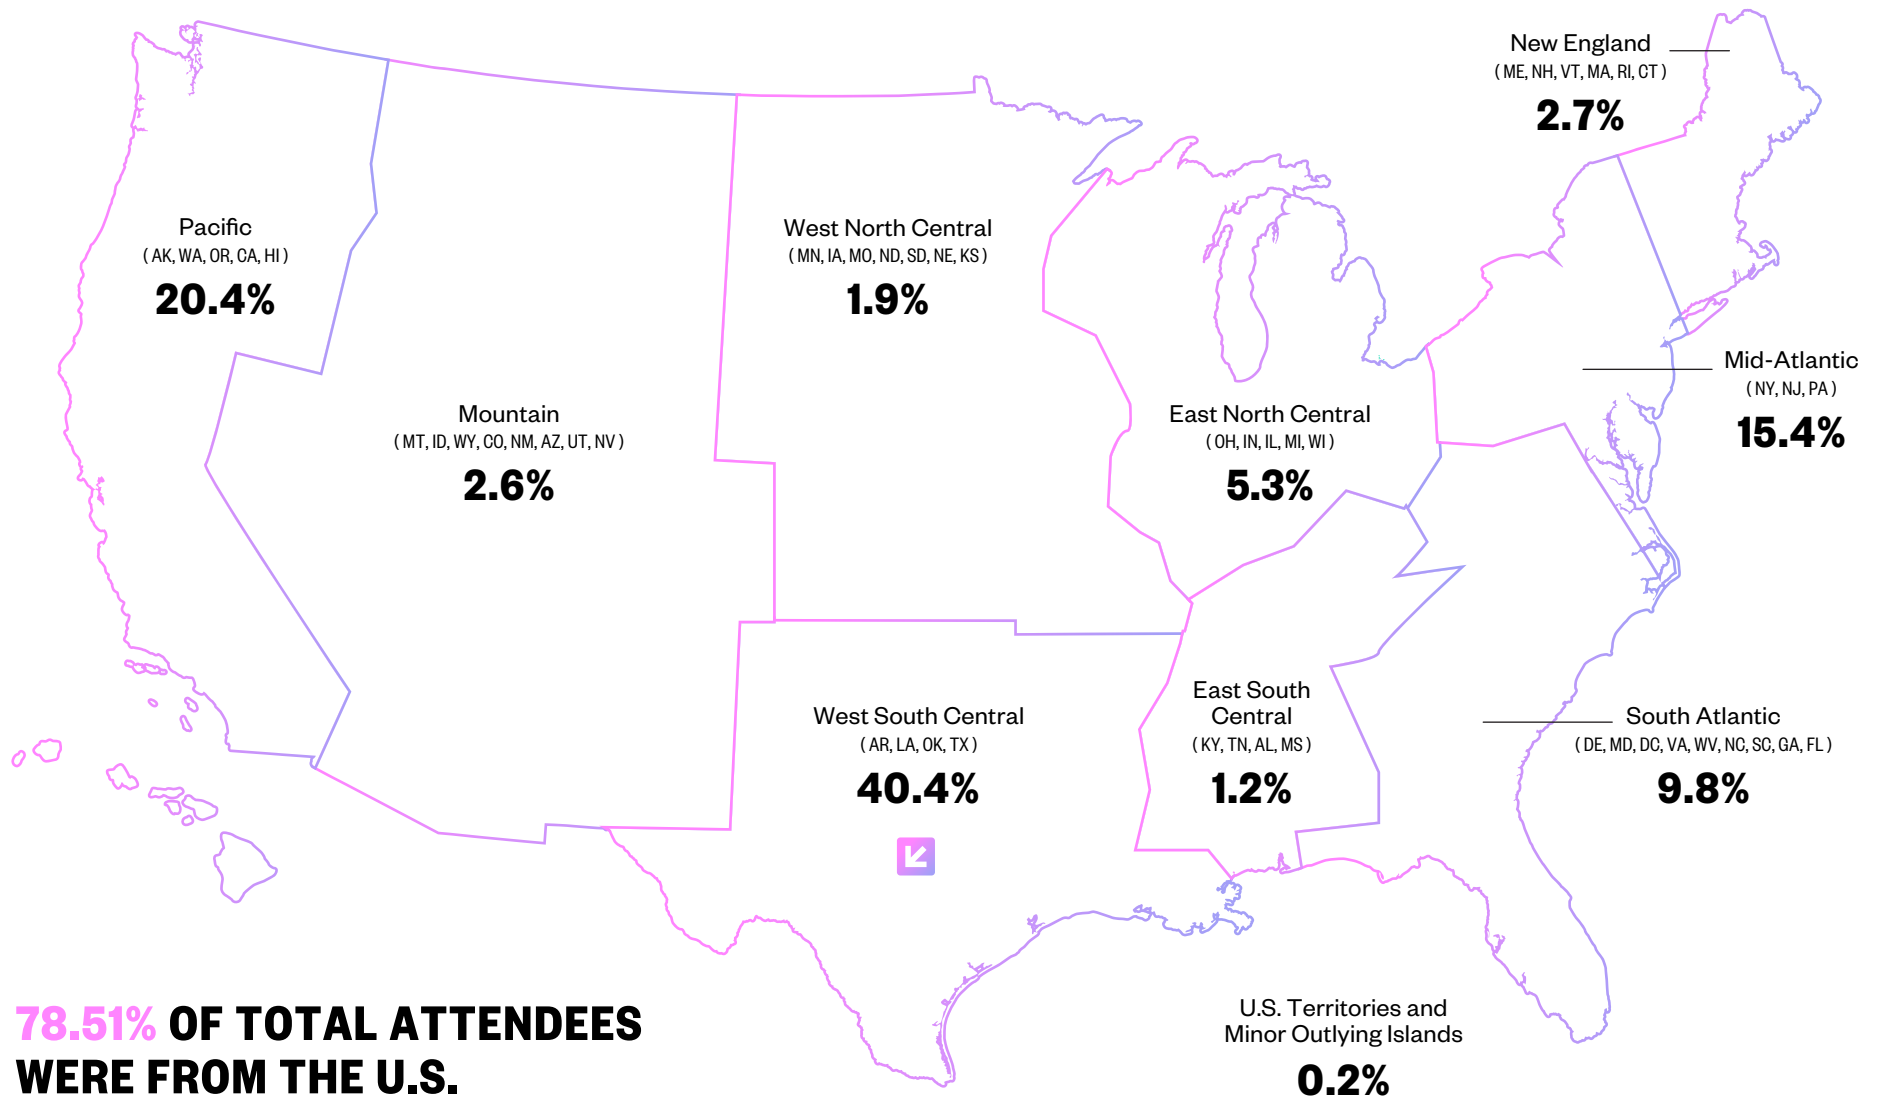 New England
( ME, NH, VT, MA, RI, CT )
2.7%
Pacific
( AK, WA, OR, CA, HI )
20.4%
West North Central
( MN, IA, MO, ND, SD, NE, KS )
1.9%
Mid-Atlantic
( NY, NJ, PA )
15.4%
Mountain
( MT, ID, WY, CO, NM, AZ, UT, NV )
2.6%
East North Central
( OH, IN, IL, MI, WI )
5.3%
West South Central
( AR, LA, OK, TX )
40.4%
East South
Central
( KY, TN, AL, MS )
1.2%
South Atlantic
( DE, MD, DC, VA, WV, NC, SC, GA, FL )
9.8%
78.51% OF TOTAL ATTENDEES
WERE FROM THE U.S.
U.S. Territories and
Minor Outlying Islands
0.2%